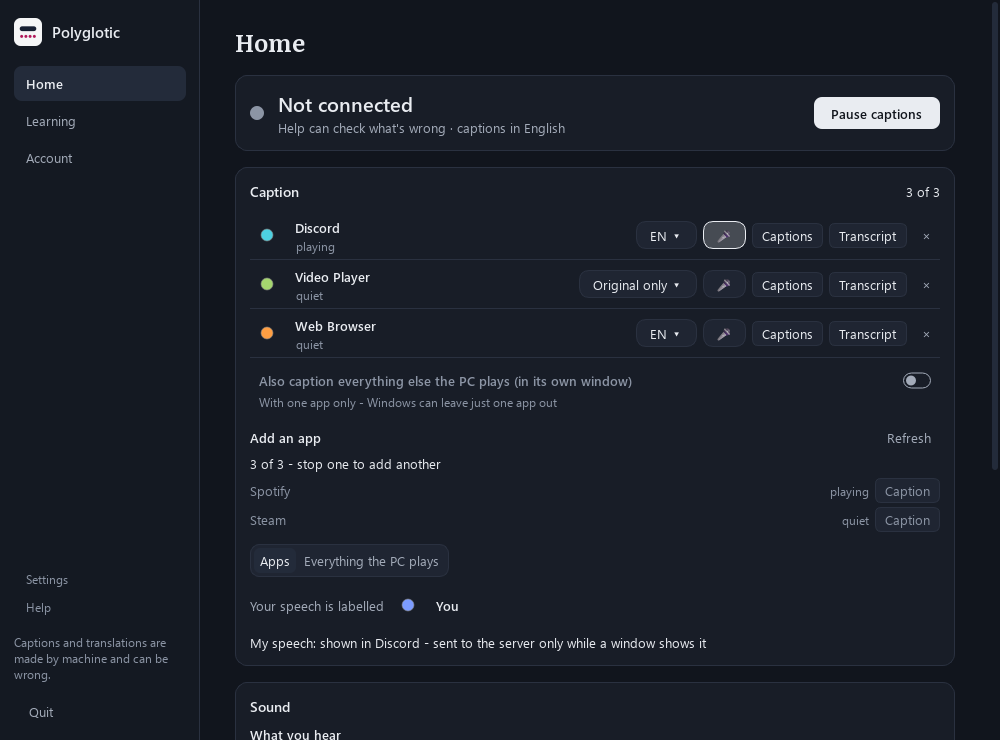 Polyglotic
Home
Learning
Account
Settings
Help
Captions and translations are
made by machine and can be
wrong.
Quit
Home
Not connected
Help can check what's wrong · captions in English
Pause captions
Caption
3 of 3
Discord
playing
EN ▾
Captions
Transcript
×
Video Player
quiet
Original only ▾
Captions
Transcript
×
Web Browser
quiet
EN ▾
Captions
Transcript
×
Also caption everything else the PC plays (in its own window)
With one app only - Windows can leave just one app out
Add an app
Refresh
3 of 3 - stop one to add another
Spotify
playing
Caption
Steam
quiet
Caption
Apps
Everything the PC plays
Your speech is labelled
You
My speech: shown in Discord - sent to the server only while a window shows it
Sound
What you hear